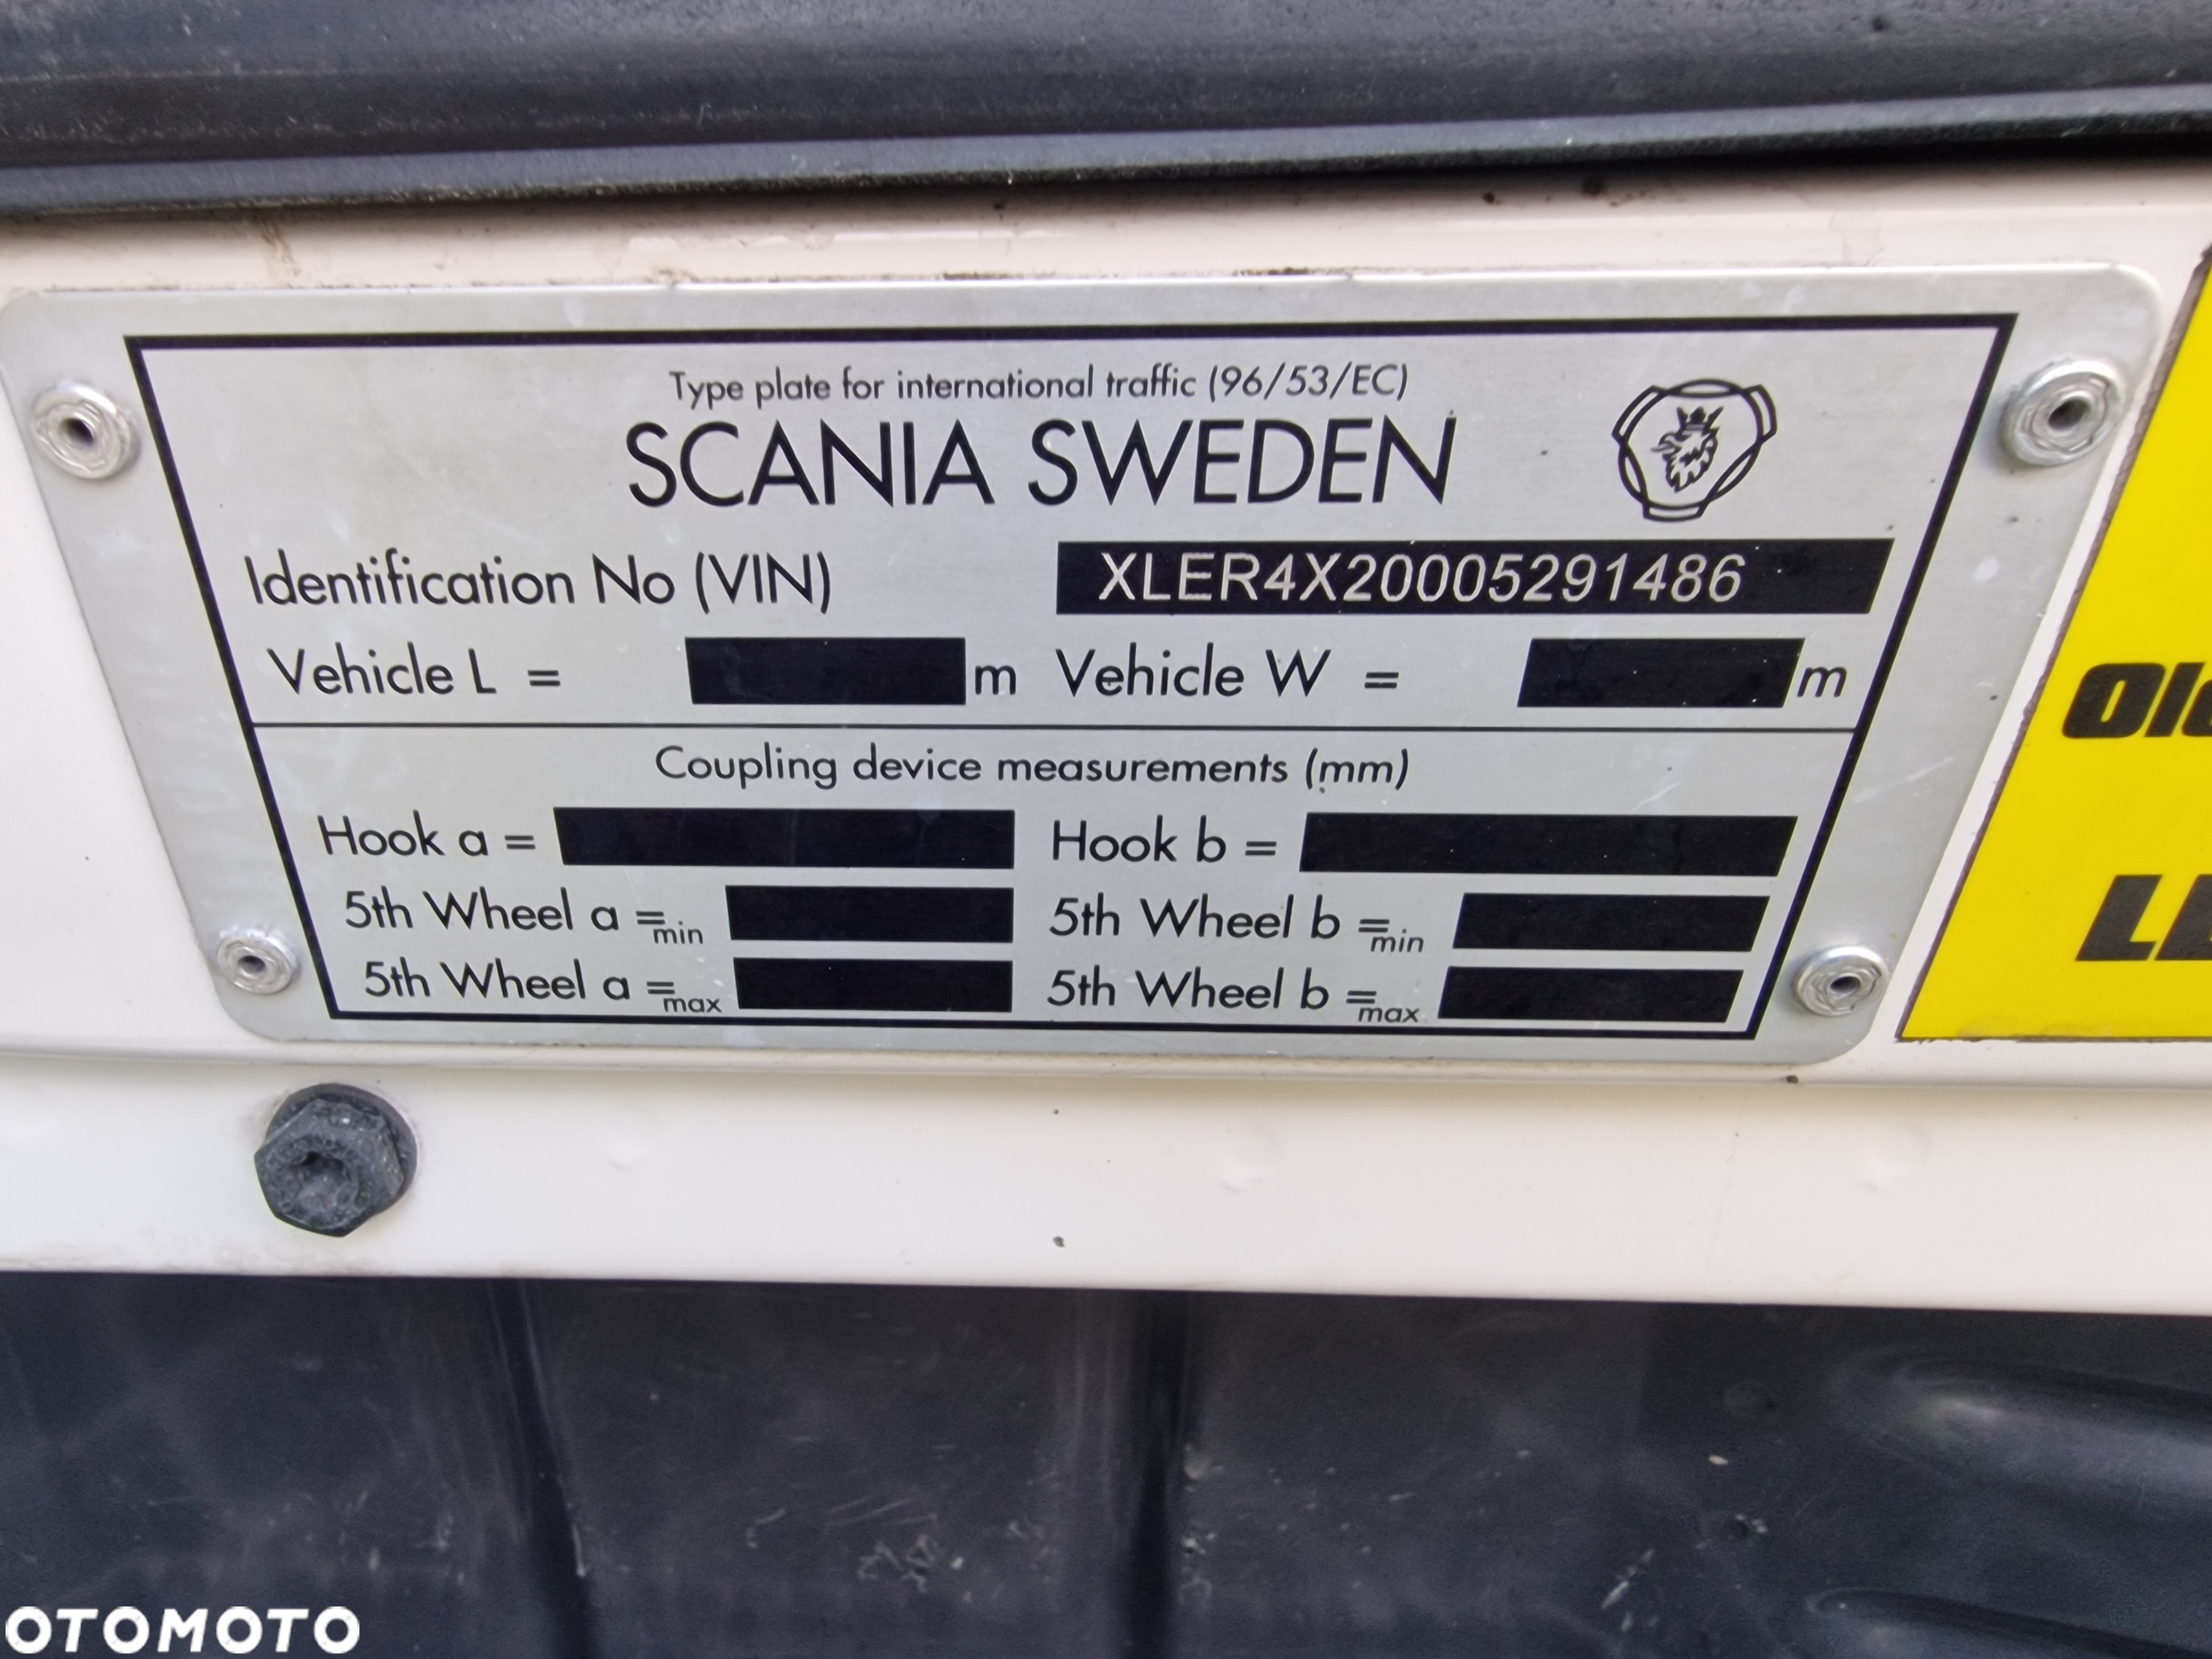 Type plate for international traffic (96/53/EC)
SCANIA SWEDEN
Identification No (VIN) XLER4X20005291486
Vehicle L = m Vehicle W = m
Coupling device measurements (mm)
Hook a = Hook b =
5th Wheel a =min 5th Wheel b =min
5th Wheel a =max 5th Wheel b =max
OTOMOTO